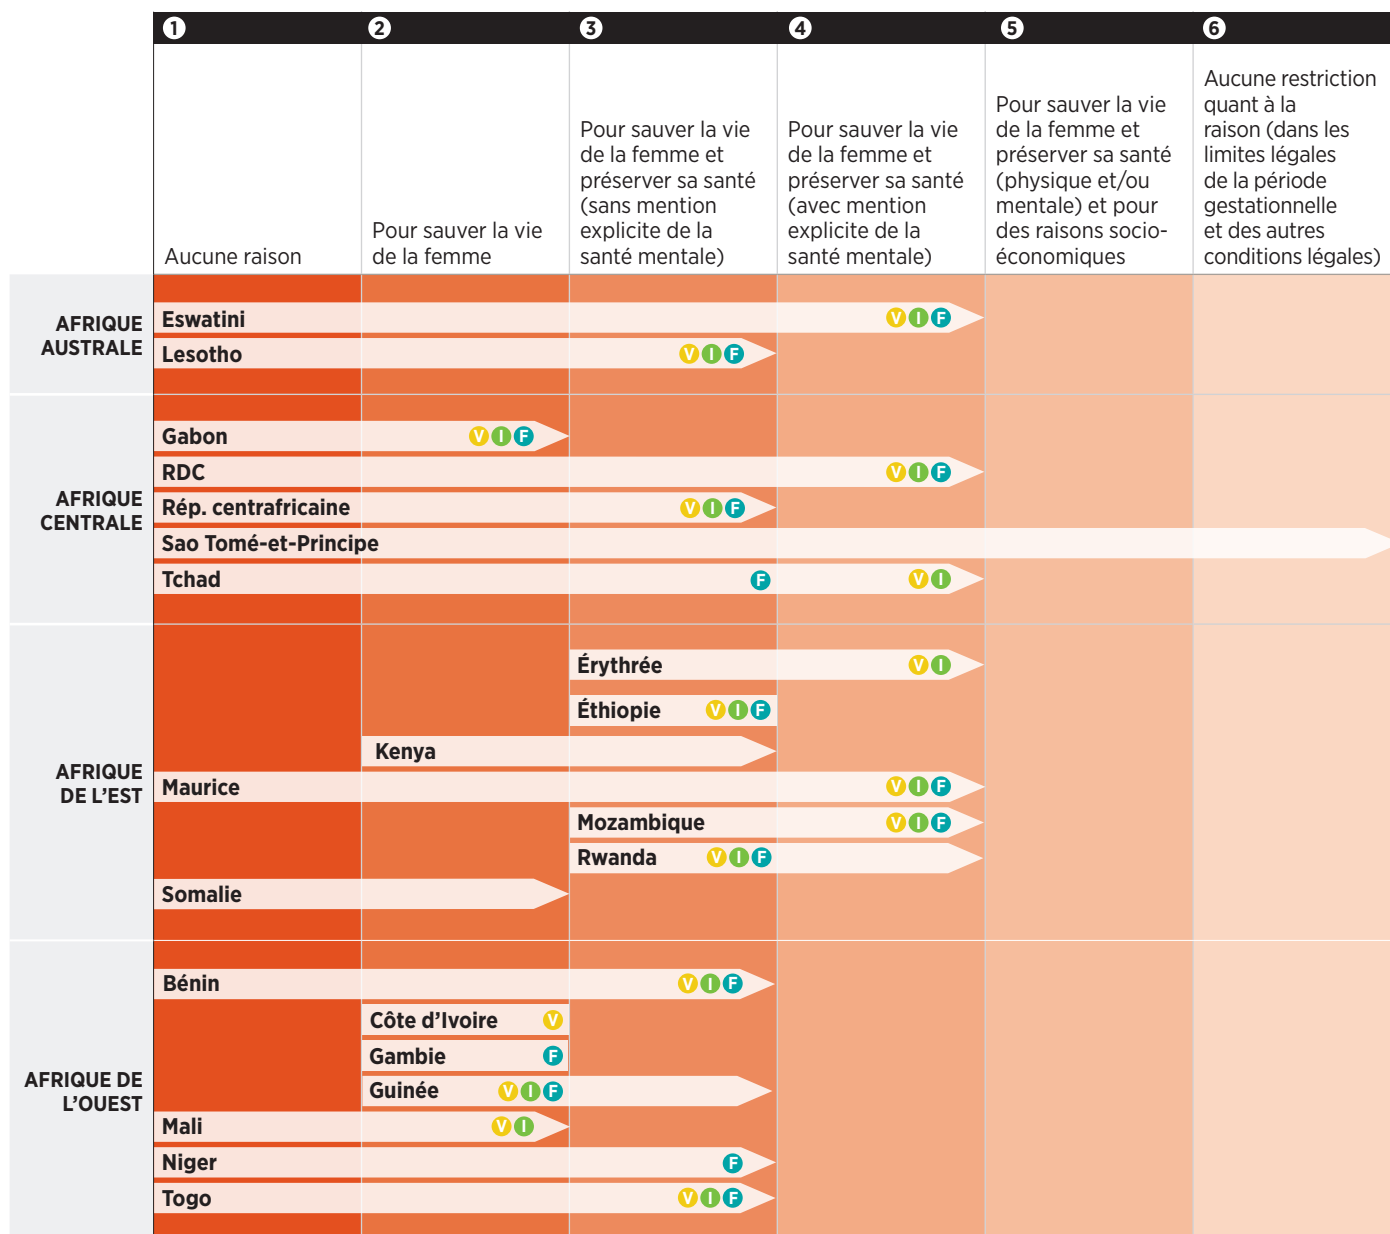 1
2
3
4
5
6
Aucune raison
Pour sauver la vie
de la femme
Pour sauver la vie
de la femme et
préserver sa santé
(sans mention
explicite de la
santé mentale)
Pour sauver la vie
de la femme et
préserver sa santé
(avec mention
explicite de la
santé mentale)
Pour sauver la vie
de la femme et
préserver sa santé
(physique et/ou
mentale) et pour
des raisons socio-
économiques
Aucune restriction
quant à la
raison (dans les
limites légales
de la période
gestationnelle
et des autres
conditions légales)
AFRIQUE
AUSTRALE
Eswatini V I F
Lesotho V I F
AFRIQUE
CENTRALE
Gabon V I F
RDC V I F
Rép. centrafricaine V I F
Sao Tomé-et-Principe
Tchad F V I
AFRIQUE
DE L’EST
Érythrée V I
Éthiopie V I F
Kenya
Maurice V I F
Mozambique V I F
Rwanda V I F
Somalie
AFRIQUE DE
L’OUEST
Bénin V I F
Côte d’Ivoire V
Gambie F
Guinée V I F
Mali V I
Niger F
Togo V I F